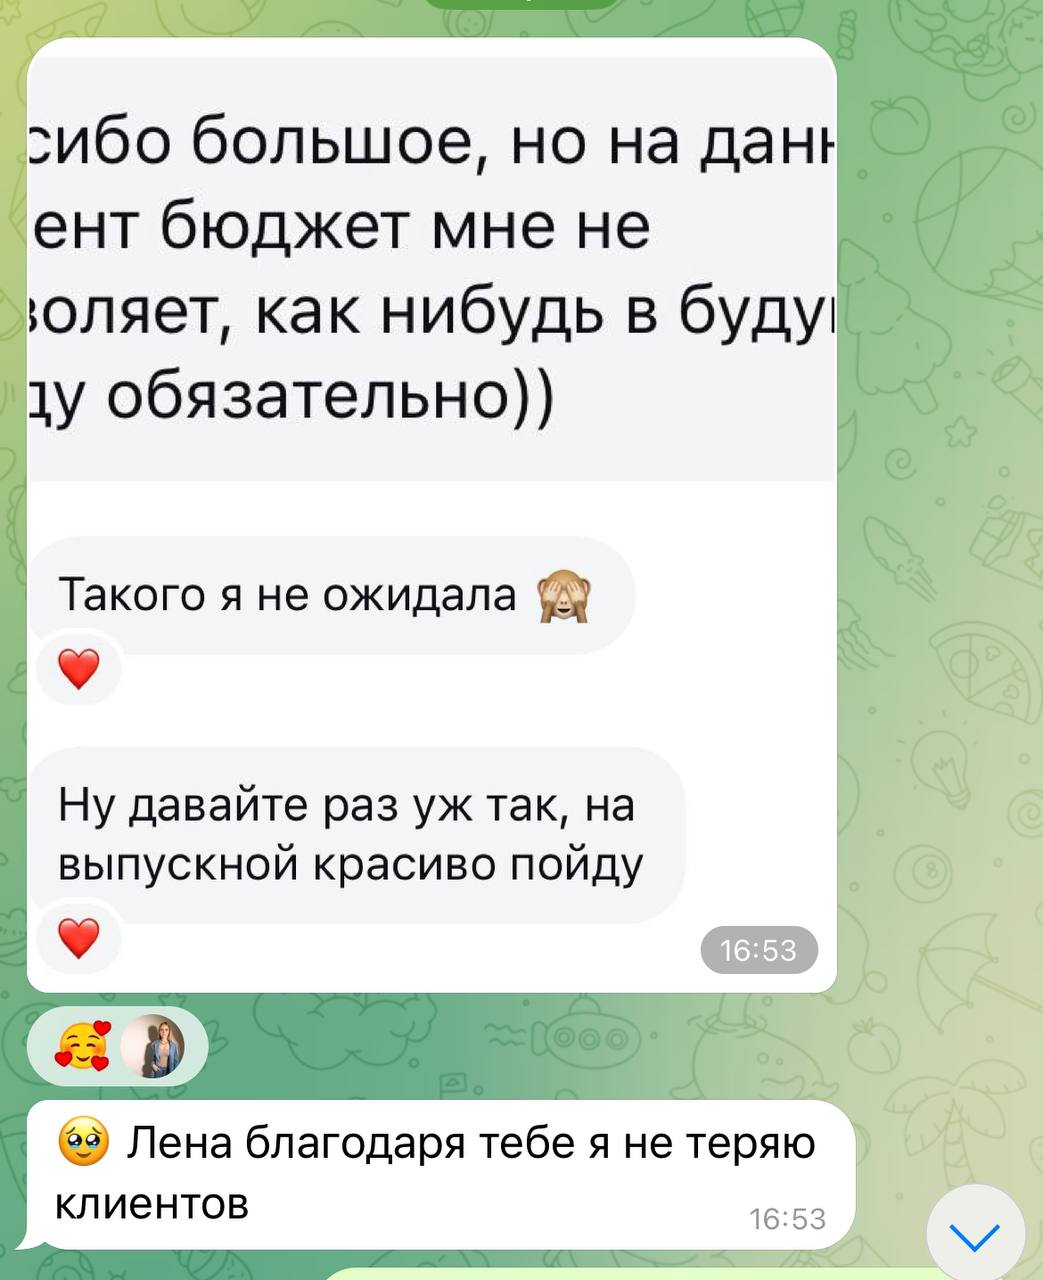 сибо большое, но на данн
ент бюджет мне не
воляет, как нибудь в буду
ду обязательно))
Такого я не ожидала 🙈
❤️
Ну давайте раз уж так, на
выпускной красиво пойду
❤️
16:53
🥰
🥹 Лена благодаря тебе я не теряю
клиентов
16:53